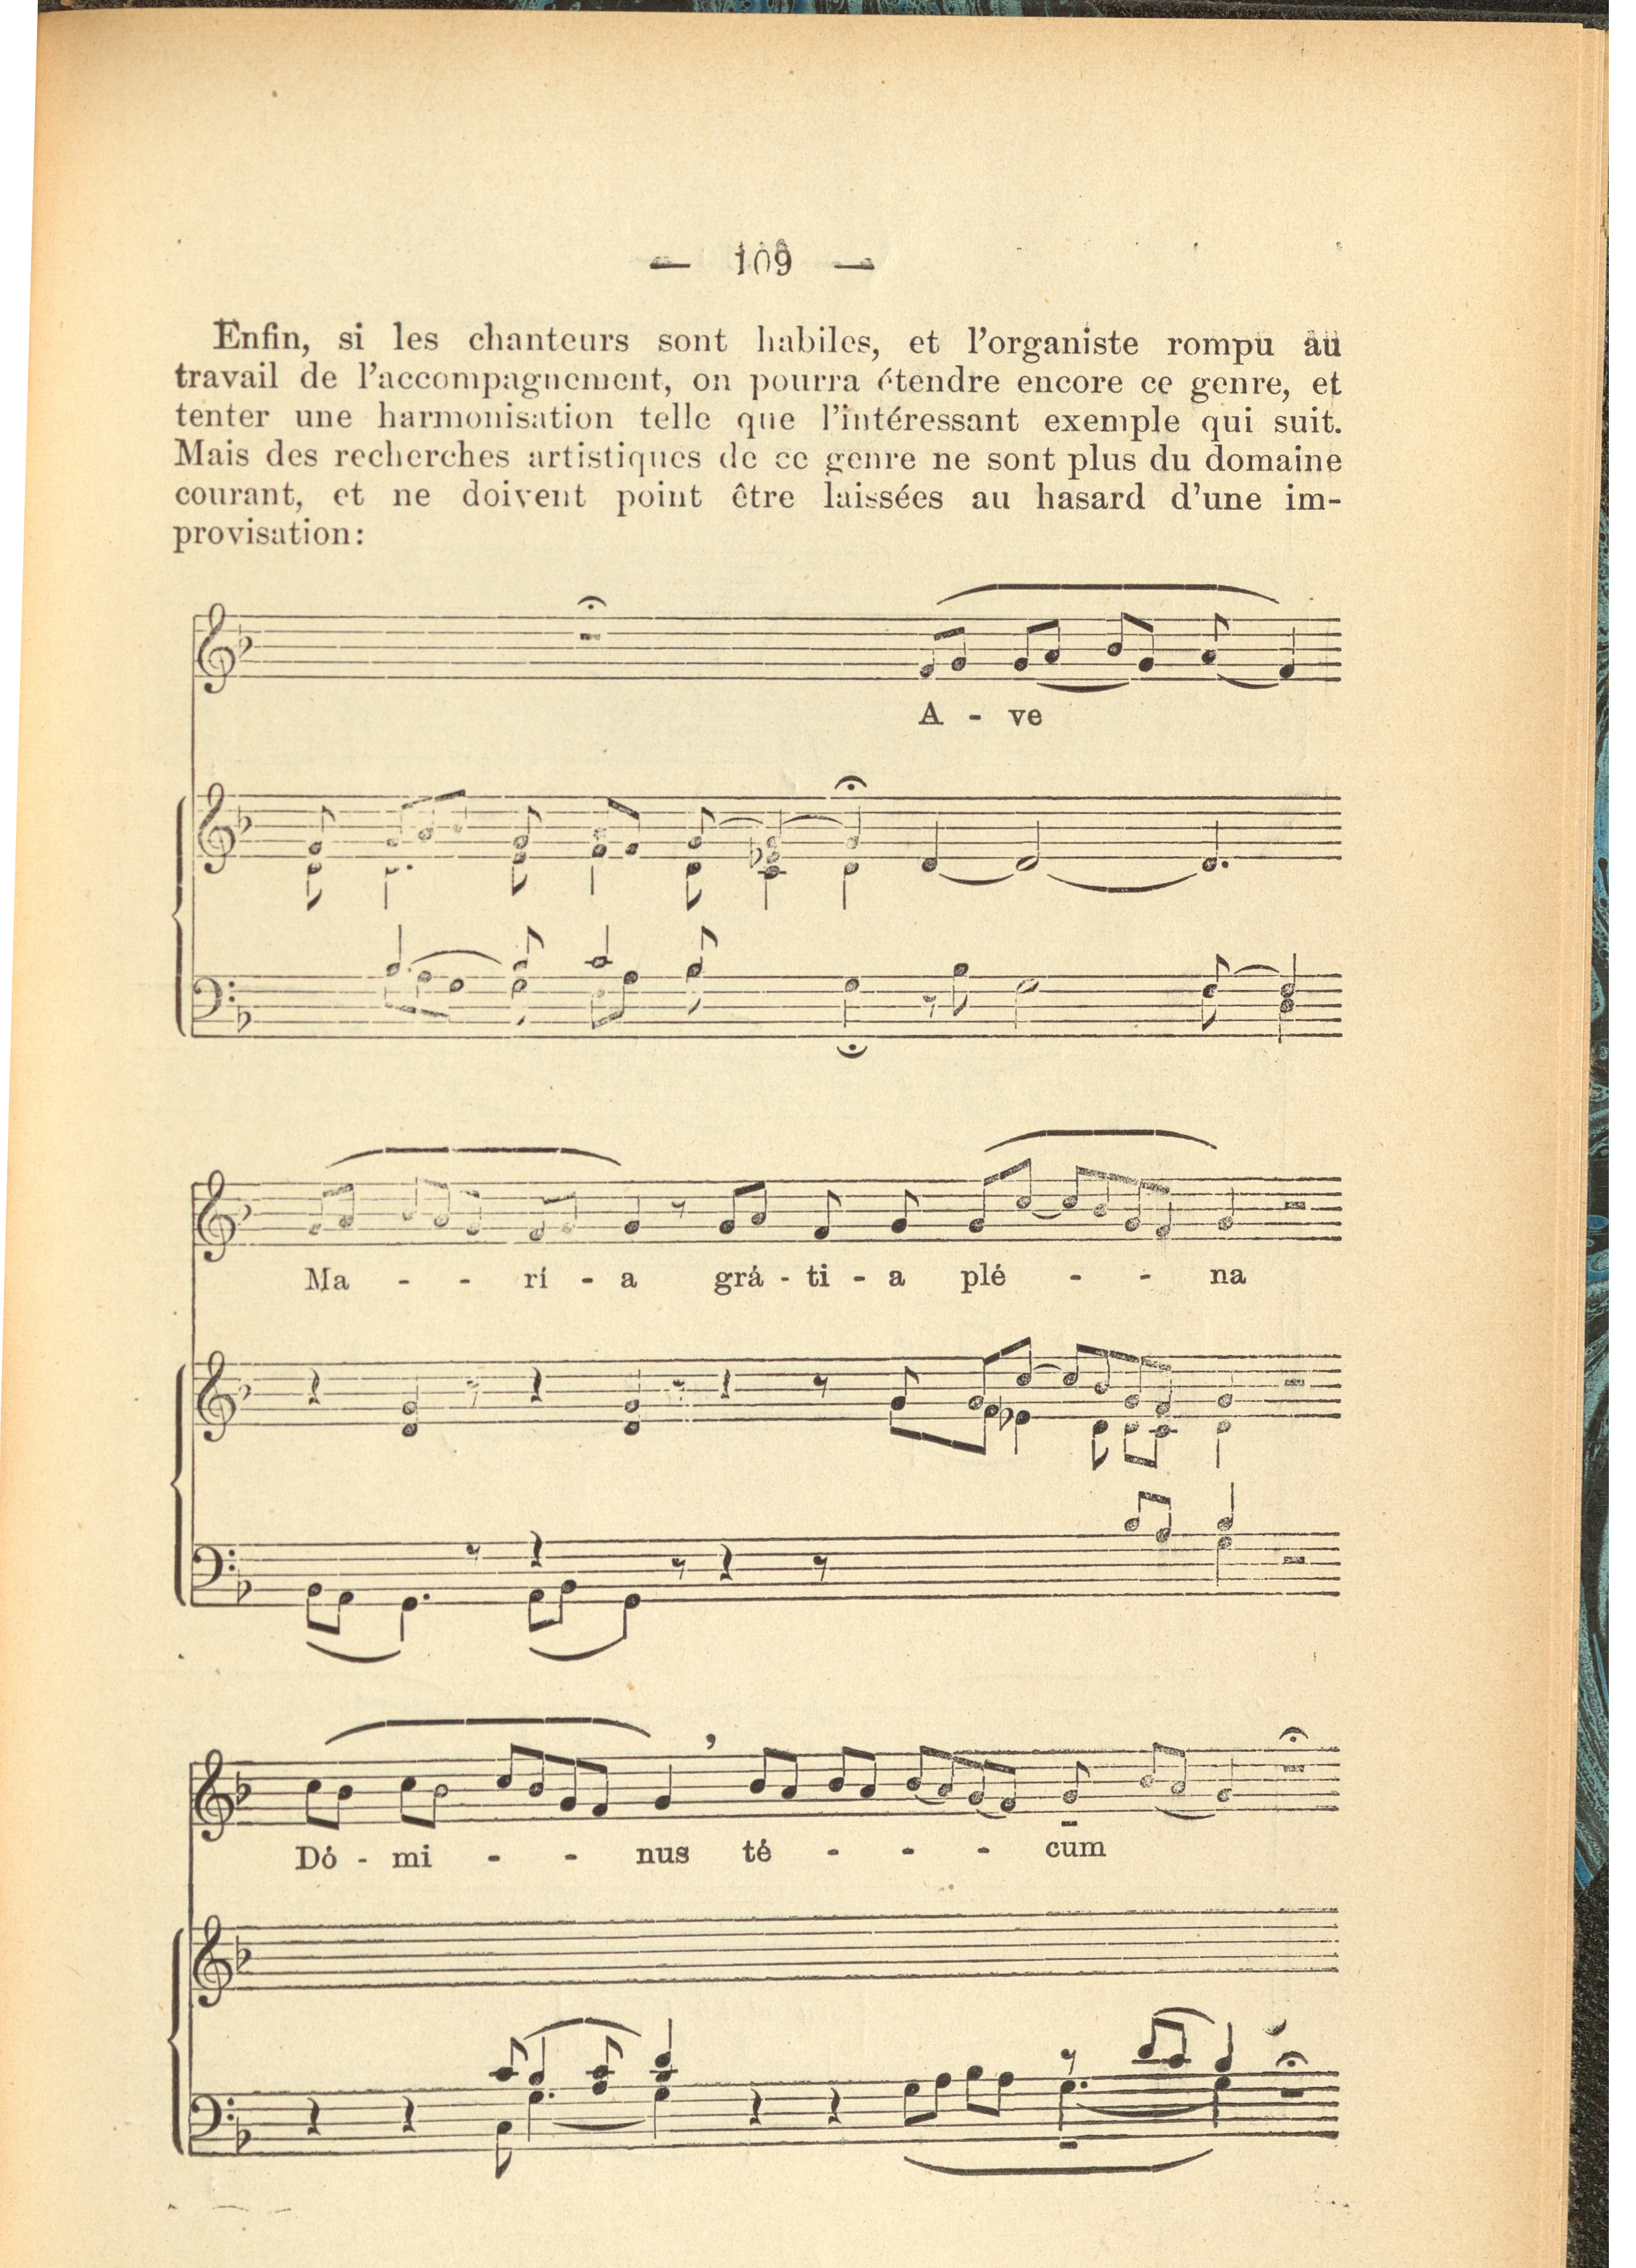 — 109 —
Enfin, si les chanteurs sont habiles, et l'organiste rompu au
travail de l'accompagnement, on pourra étendre encore ce genre, et
tenter une harmonisation telle que l'intéressant exemple qui suit.
Mais des recherches artistiques de ce genre ne sont plus du domaine
courant, et ne doivent point être laissées au hasard d'une im-
provisation:
A - ve
Ma - - rí - a grá - ti - a plé - - na
Dó - mi - - nus té - - - cum